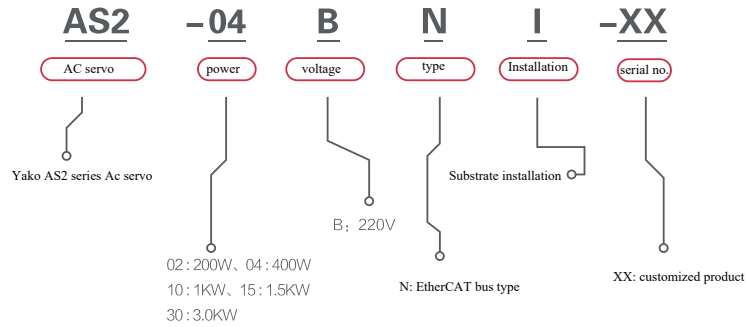 AS2 -04 B N I -XX
AC servo power voltage type Installation serial no.
Yako AS2 series Ac servo
Substrate installation
B：220V
02:200W、04:400W
10:1KW、15:1.5KW
30:3.0KW
N: EtherCAT bus type
XX: customized product